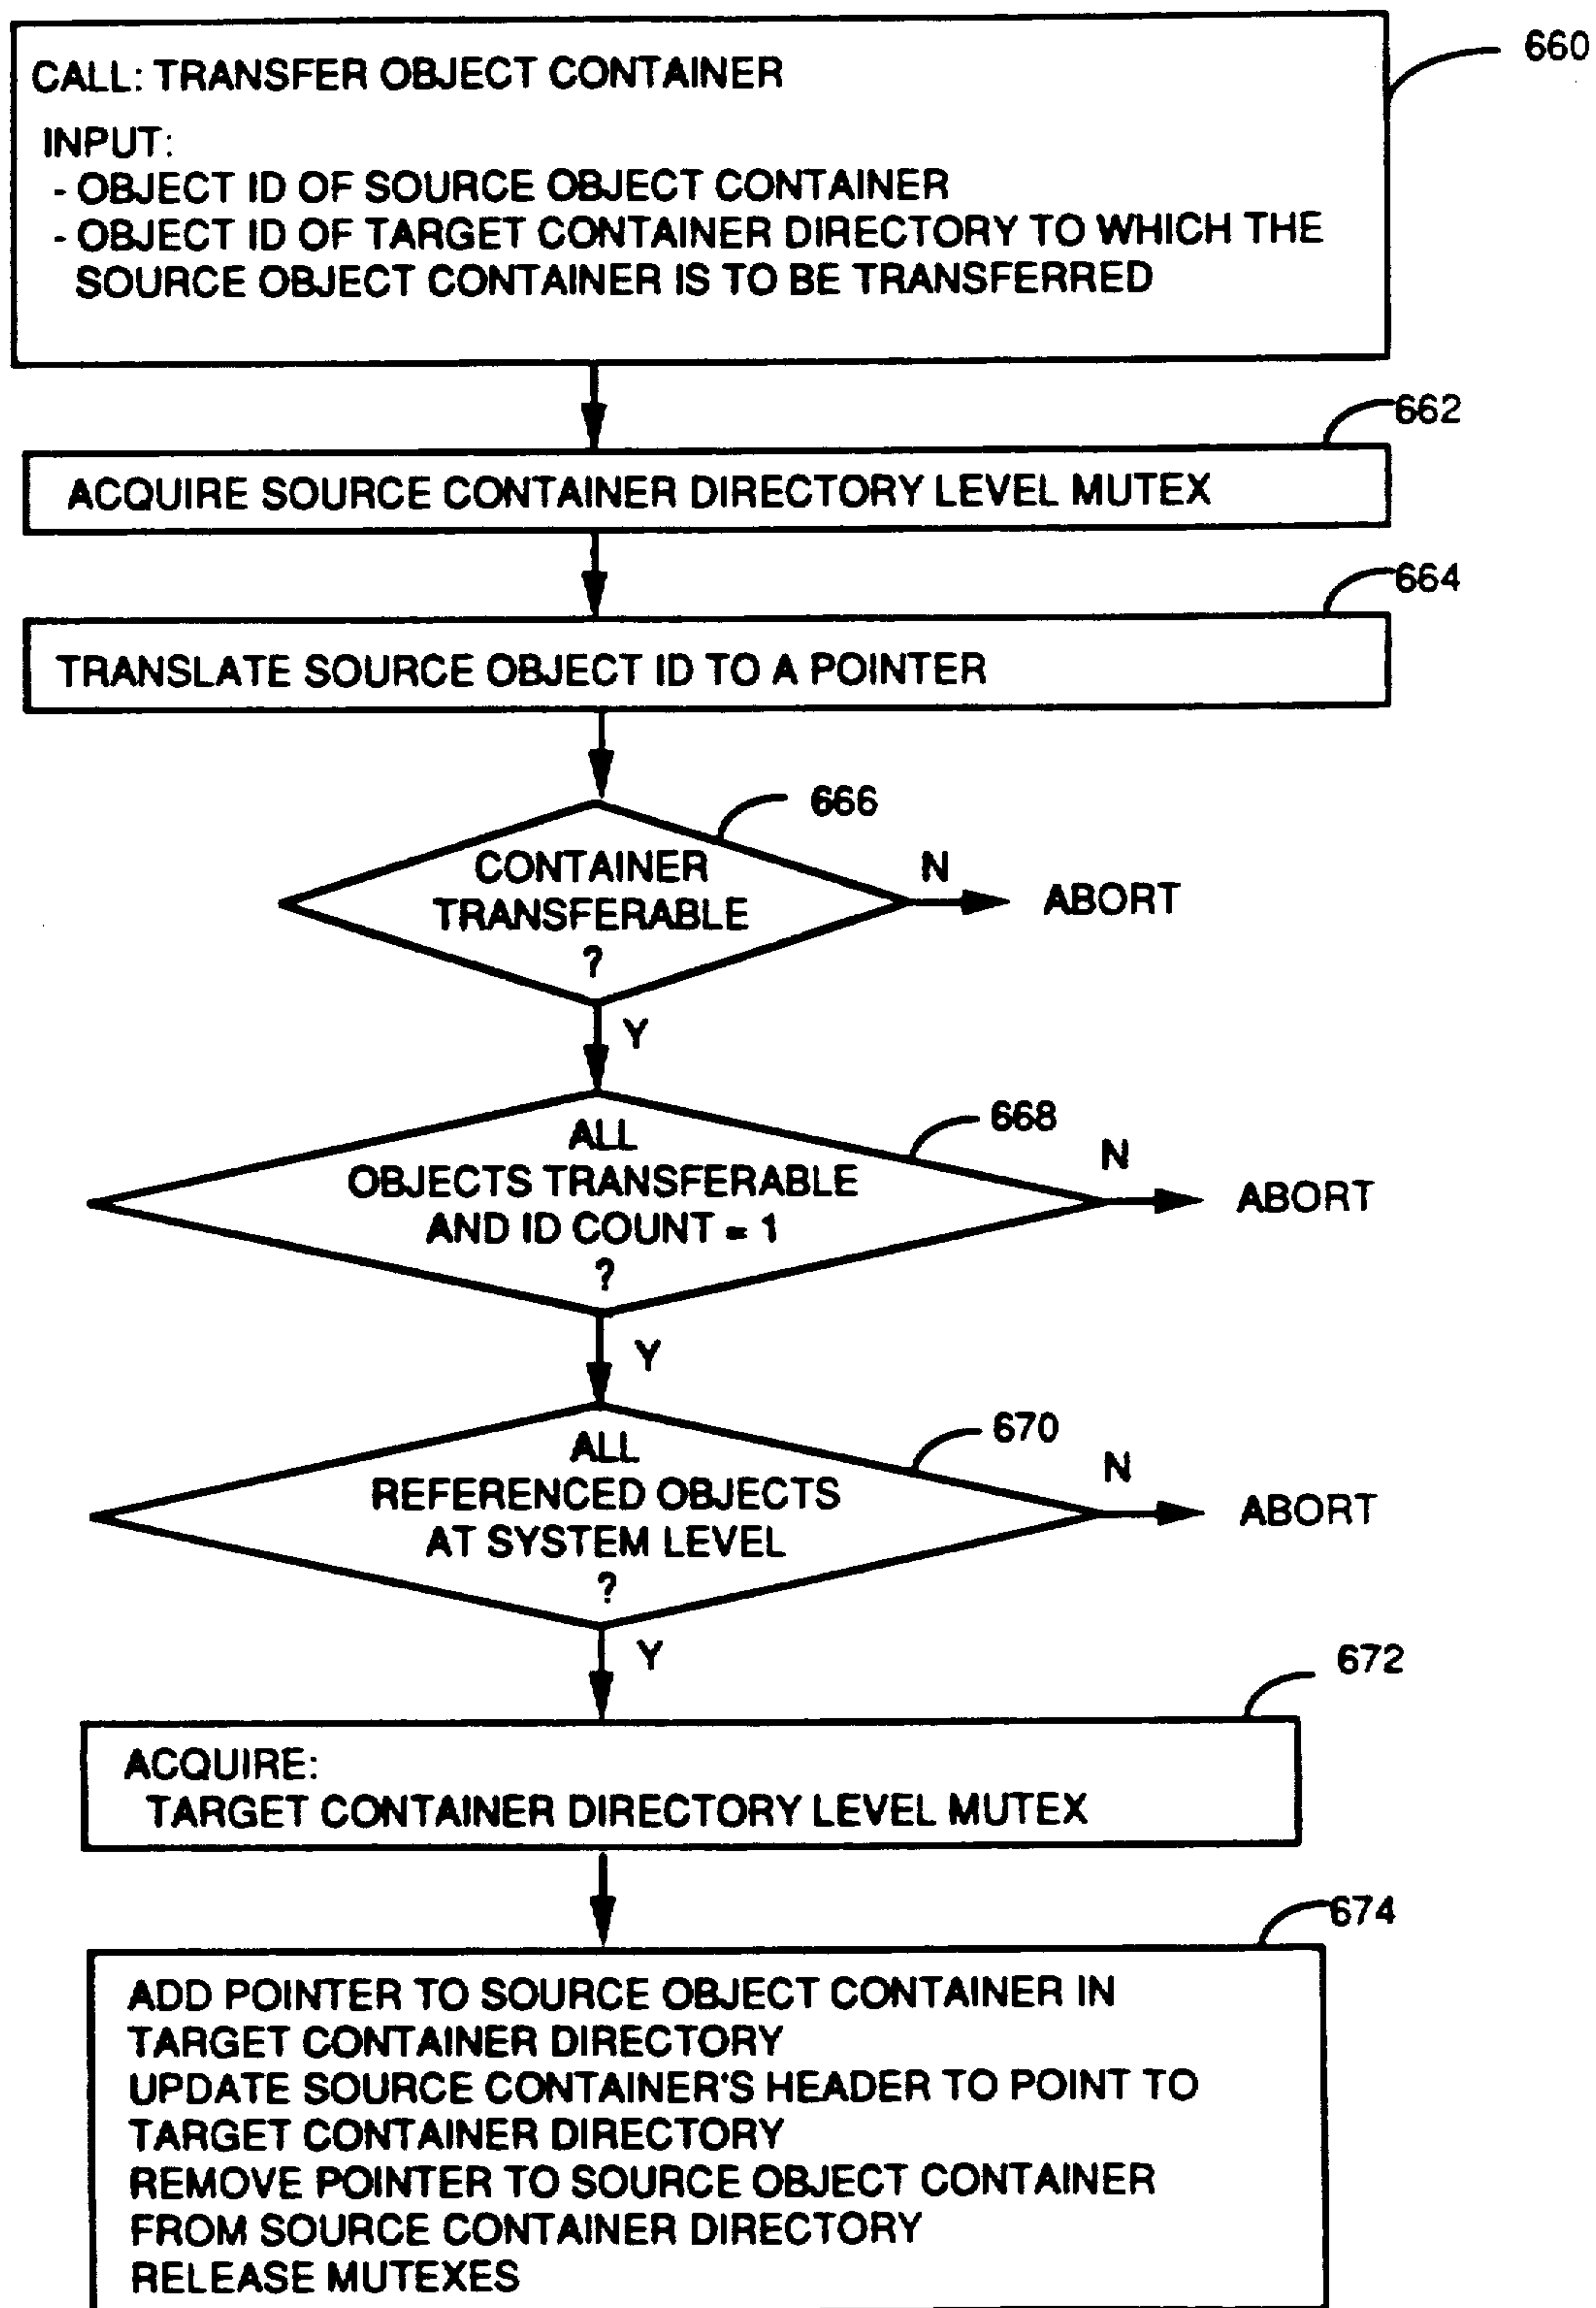 660
CALL: TRANSFER OBJECT CONTAINER
INPUT:
- OBJECT ID OF SOURCE OBJECT CONTAINER
- OBJECT ID OF TARGET CONTAINER DIRECTORY TO WHICH THE
SOURCE OBJECT CONTAINER IS TO BE TRANSFERRED
662
ACQUIRE SOURCE CONTAINER DIRECTORY LEVEL MUTEX
664
TRANSLATE SOURCE OBJECT ID TO A POINTER
666
CONTAINER
TRANSFERABLE
?
N
ABORT
Y
668
ALL
OBJECTS TRANSFERABLE
AND ID COUNT = 1
?
N
ABORT
Y
670
ALL
REFERENCED OBJECTS
AT SYSTEM LEVEL
?
N
ABORT
Y
672
ACQUIRE:
TARGET CONTAINER DIRECTORY LEVEL MUTEX
674
ADD POINTER TO SOURCE OBJECT CONTAINER IN
TARGET CONTAINER DIRECTORY
UPDATE SOURCE CONTAINER'S HEADER TO POINT TO
TARGET CONTAINER DIRECTORY
REMOVE POINTER TO SOURCE OBJECT CONTAINER
FROM SOURCE CONTAINER DIRECTORY
RELEASE MUTEXES